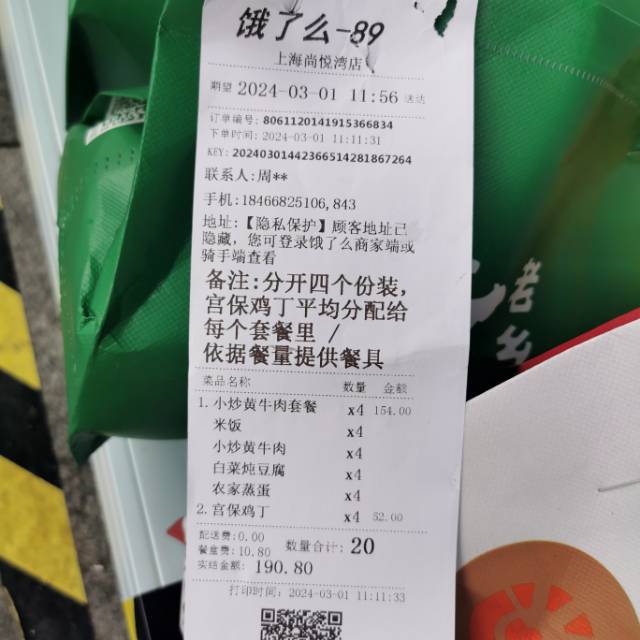 饿了么-89
上海尚悦湾店
期望 2024-03-01 11:56 送达
订单编号: 8061120141915366834
下单时间: 2024-03-01 11:11:31
KEY: 20240301442366514281867264
联系人:周**
手机:18466825106,843
地址:【隐私保护】顾客地址已
隐藏，您可登录饿了么商家端或
骑手端查看
备注:分开四个份装，
宫保鸡丁平均分配给
每个套餐里 /
依据餐量提供餐具
菜品名称 数量 金额
1. 小炒黄牛肉套餐 x4 154.00
米饭 x4
小炒黄牛肉 x4
白菜炖豆腐 x4
农家蒸蛋 x4
2. 宫保鸡丁 x4 52.00
配送费:0.00
餐盒费:10.80 数量合计: 20
实结金额: 190.80
打印时间: 2024-03-01 11:11:33
老乡